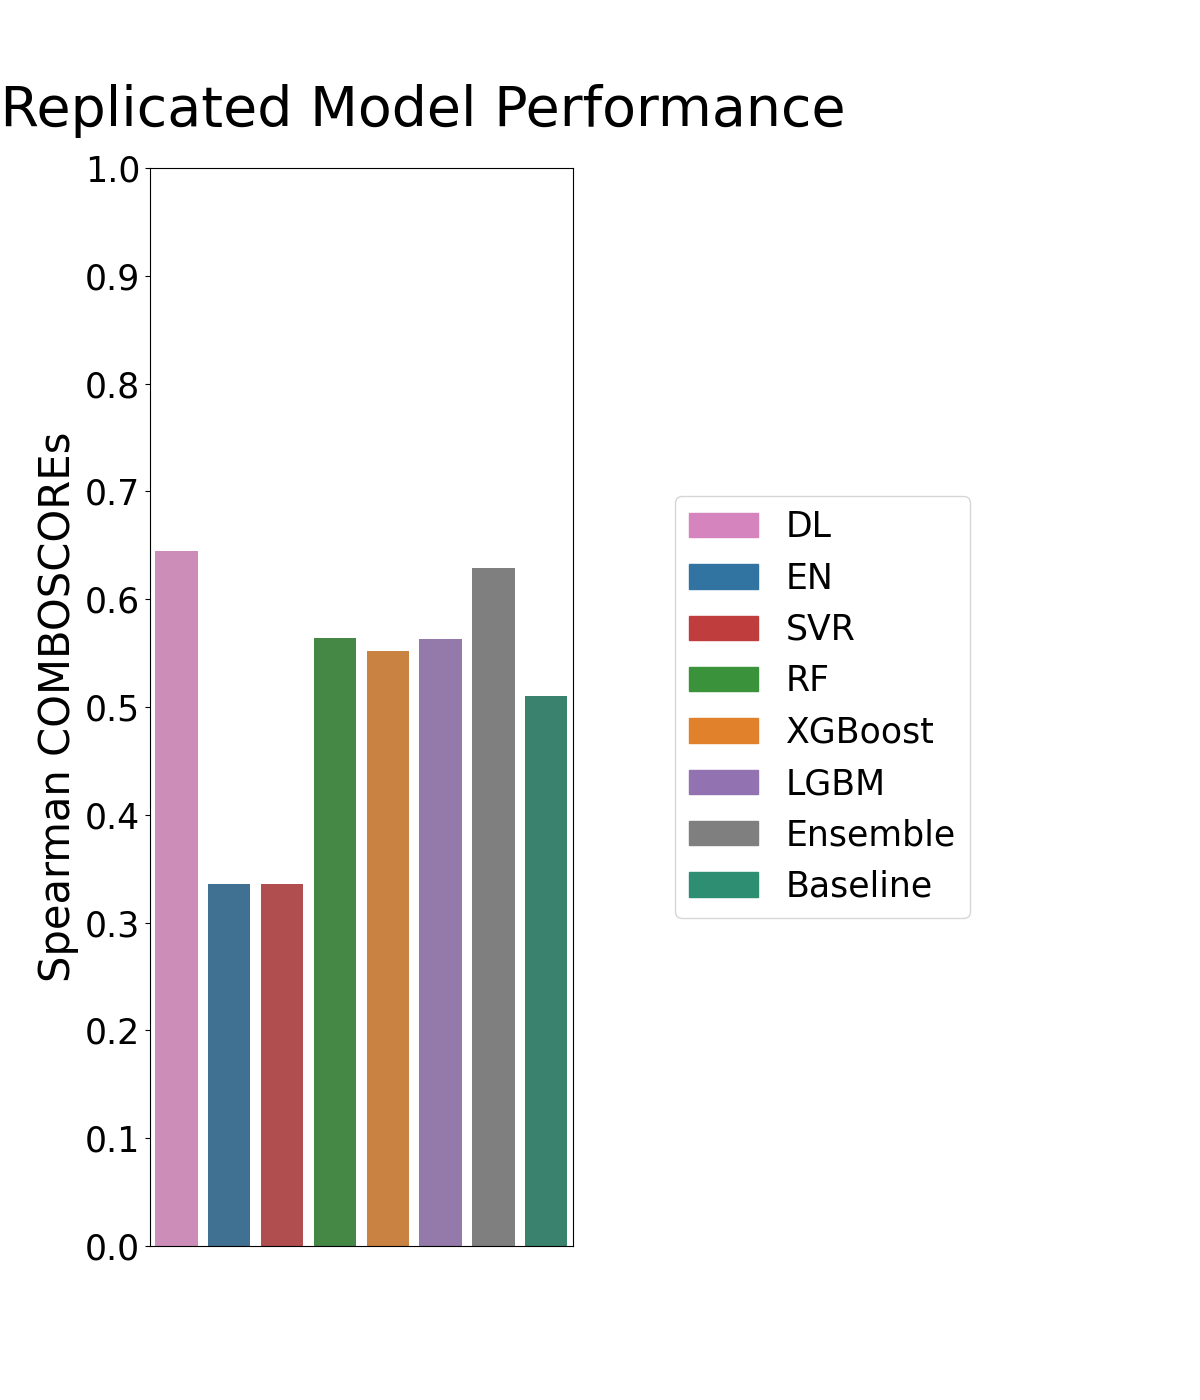 Replicated Model Performance
1.0
0.9
0.8
0.7
0.6
0.5
0.4
0.3
0.2
0.1
0.0
Spearman COMBOSCOREs
DL
EN
SVR
RF
XGBoost
LGBM
Ensemble
Baseline